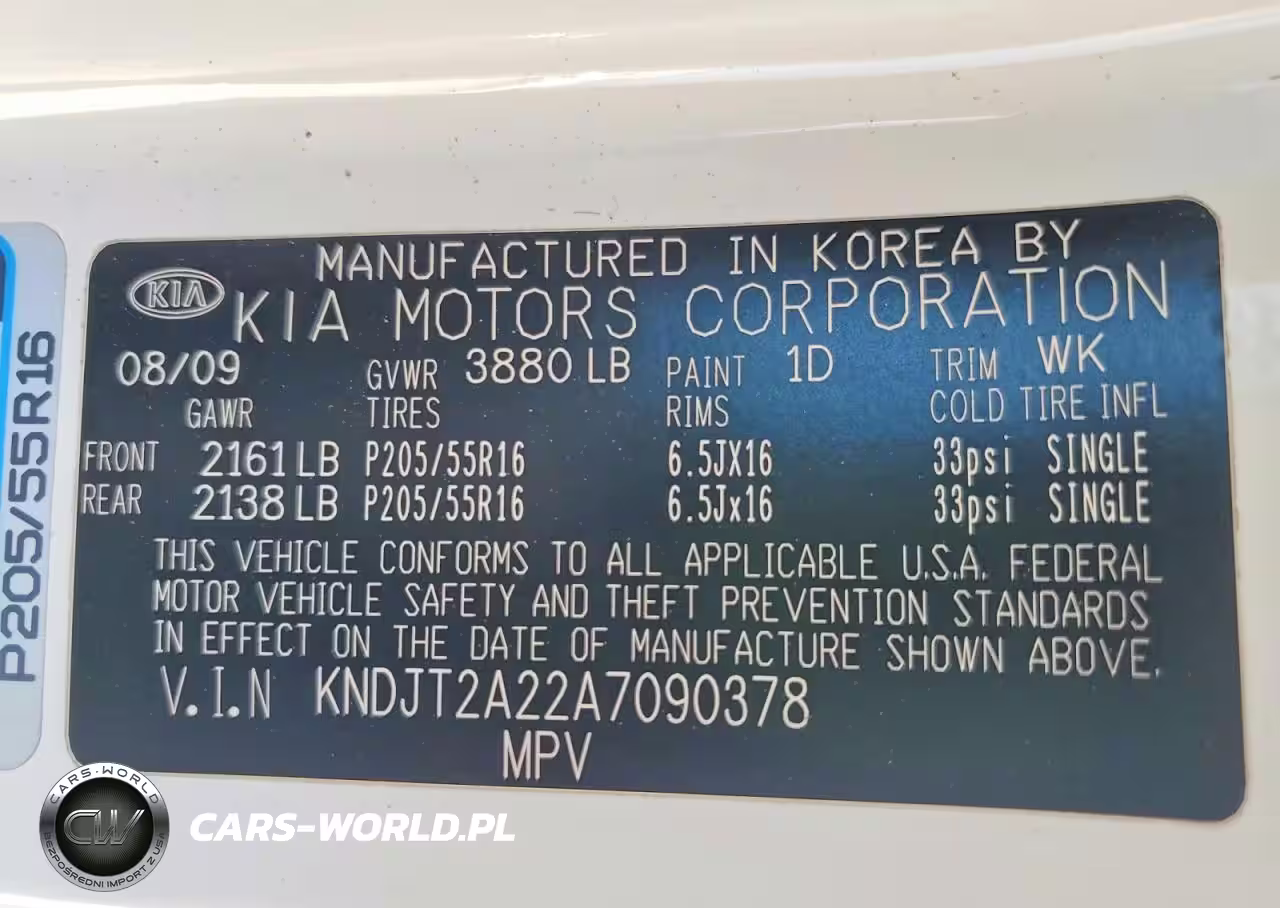 MANUFACTURED IN KOREA BY
KIA KIA MOTORS CORPORATION
08/09 GVWR 3880 LB PAINT 1D TRIM WK
GAWR TIRES RIMS COLD TIRE INFL
FRONT 2161 LB P205/55R16 6.5JX16 33psi SINGLE
REAR 2138 LB P205/55R16 6.5Jx16 33psi SINGLE
THIS VEHICLE CONFORMS TO ALL APPLICABLE U.S.A. FEDERAL
MOTOR VEHICLE SAFETY AND THEFT PREVENTION STANDARDS
IN EFFECT ON THE DATE OF MANUFACTURE SHOWN ABOVE.
V.I.N KNDJT2A22A7090378
MPV
P205/55R16
CARS-WORLD
CW
BEZPOŚREDNI IMPORT Z USA
CARS-WORLD.PL